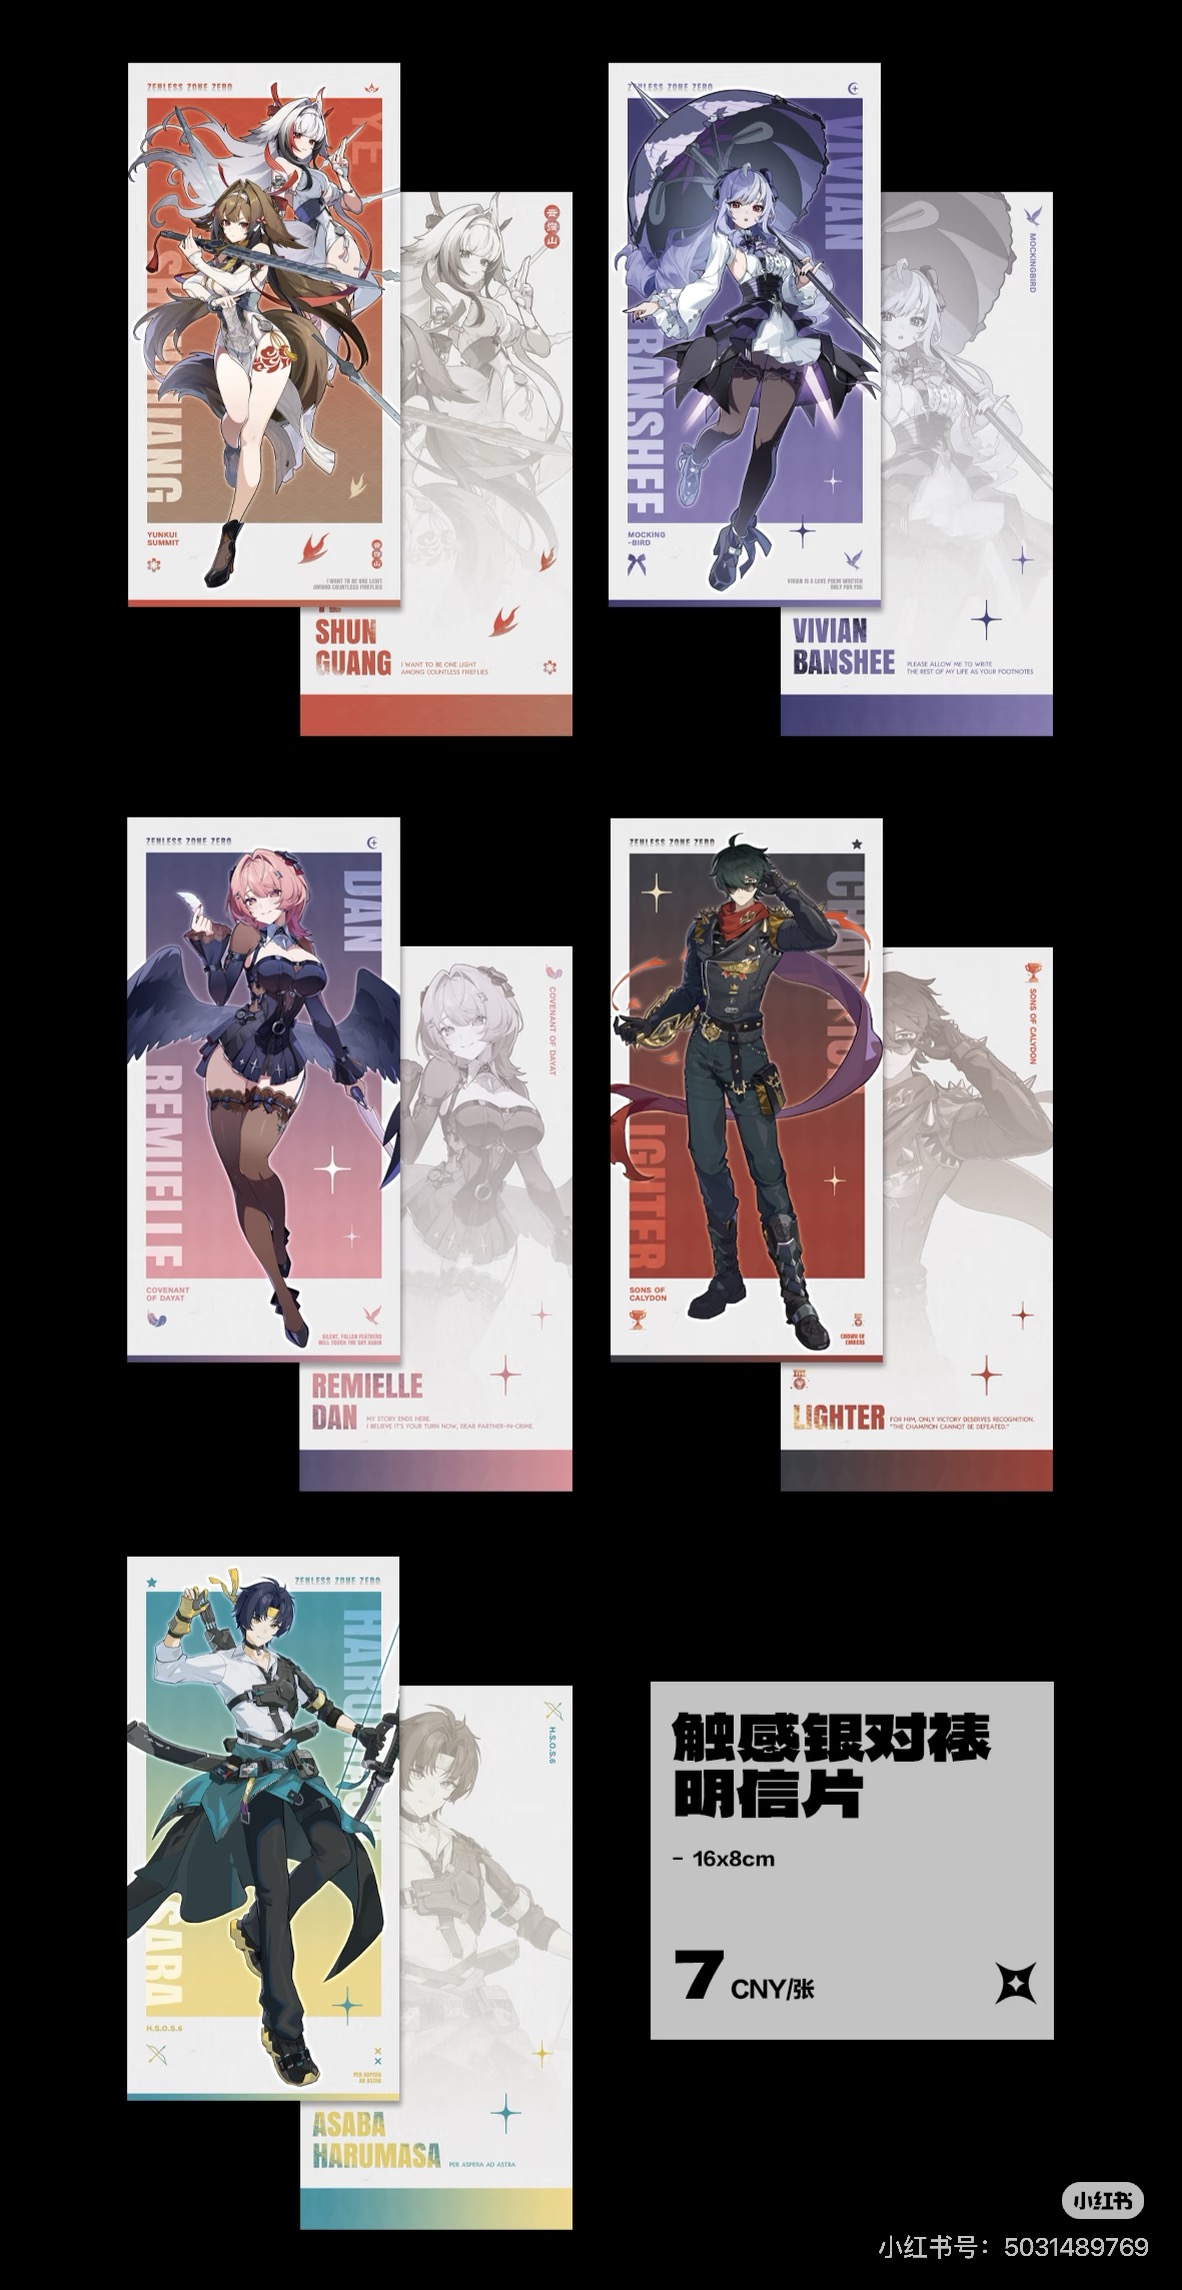 ZENLESS ZONE ZERO
YE
SHUNGUANG
YUNKUI
SUMMIT
I WANT TO BE ONE LIGHT
AMONG COUNTLESS FIREFLIES
云
山
SHUN
GUANG
I WANT TO BE ONE LIGHT
AMONG COUNTLESS FIREFLIES
ZENLESS ZONE ZERO
VIVIAN
BANSHEE
MOCKING
-BIRD
VIVIAN IS A LOVE POEM WRITTEN
ONLY FOR YOU
MOCKINGBIRD
VIVIAN
BANSHEE
PLEASE ALLOW ME TO WRITE
THE REST OF MY LIFE AS YOUR FOOTNOTES
ZENLESS ZONE ZERO
DAN
REMIELLE
COVENANT
OF DAYAT
SILENT, FALLEN FEATHERS
WILL TOUCH THE SKY AGAIN
COVENANT OF DAYAT
REMIELLE
DAN
MY STORY ENDS HERE.
I BELIEVE IT'S YOUR TURN NOW, DEAR PARTNER-IN-CRIME.
ZENLESS ZONE ZERO
LIGHTER
SONS OF
CALYDON
CROWN OF
EMBERS
SONS OF CALYDON
LIGHTER
FOR HIM, ONLY VICTORY DESERVES RECOGNITION.
"THE CHAMPION CANNOT BE DEFEATED."
ZENLESS ZONE ZERO
HARUMASA
ASABA
H.S.O.S.6
PER ASPERA
AD ASTRA
H.S.O.S.6
ASABA
HARUMASA
PER ASPERA AD ASTRA
触感银对裱
明信片
- 16x8cm
7 CNY/张
小红书
小红书号：5031489769